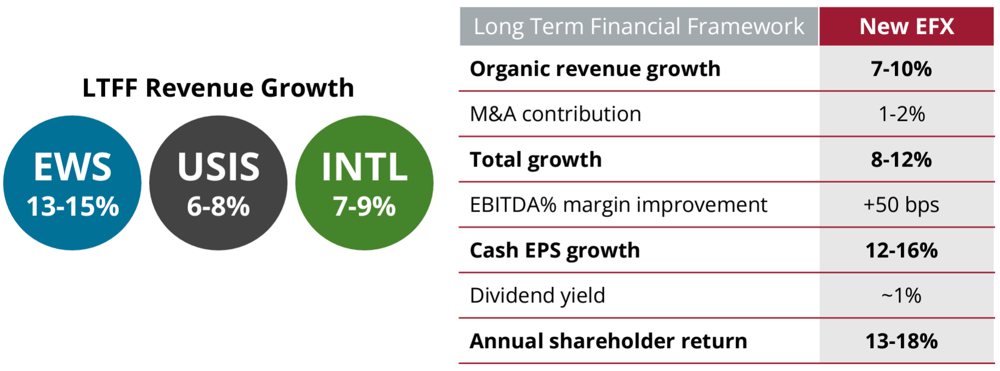 LTFF Revenue Growth
EWS
13-15%
USIS
6-8%
INTL
7-9%
Long Term Financial Framework New EFX
Organic revenue growth 7-10%
M&A contribution 1-2%
Total growth 8-12%
EBITDA% margin improvement +50 bps
Cash EPS growth 12-16%
Dividend yield ~1%
Annual shareholder return 13-18%